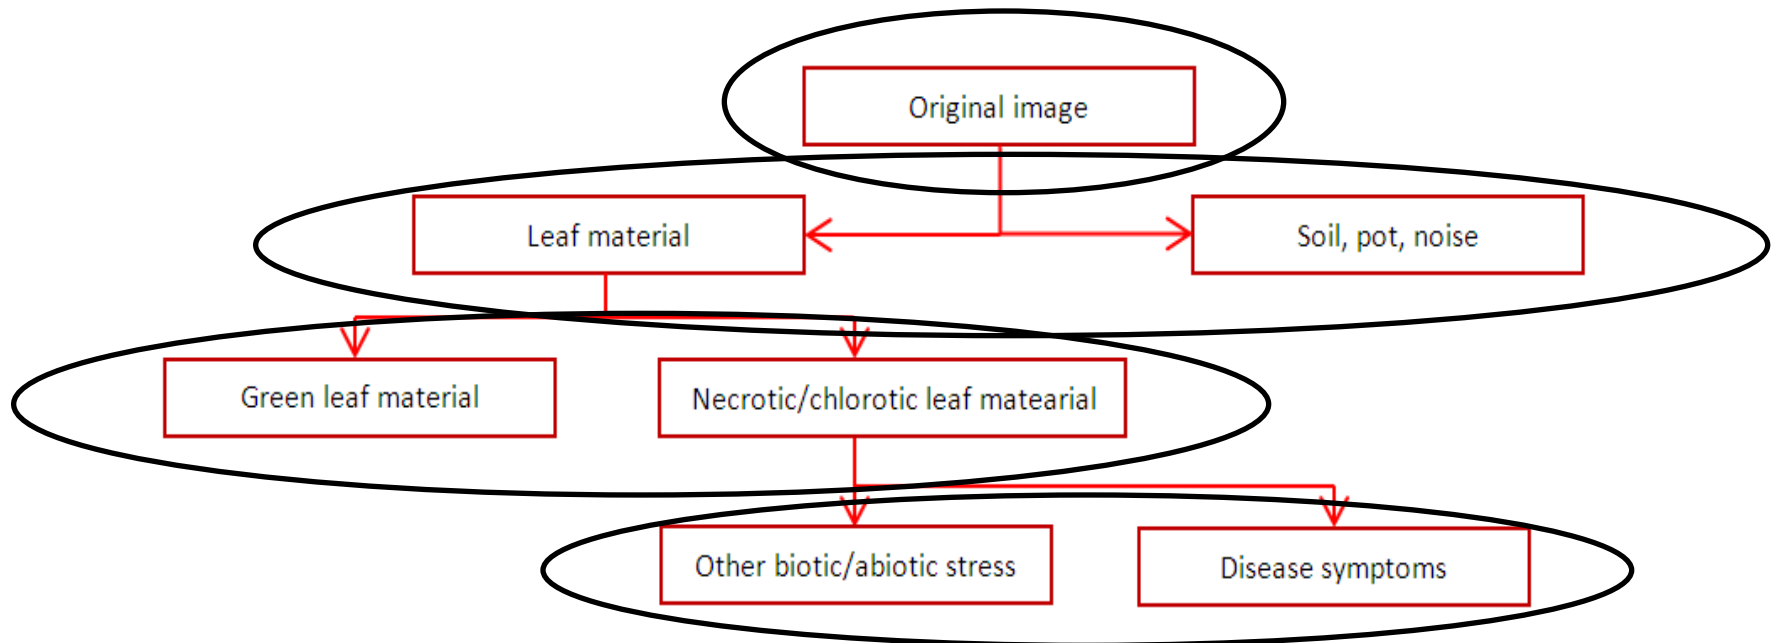 Original image
Leaf material
Soil, pot, noise
Green leaf material
Necrotic/chlorotic leaf matearial
Other biotic/abiotic stress
Disease symptoms